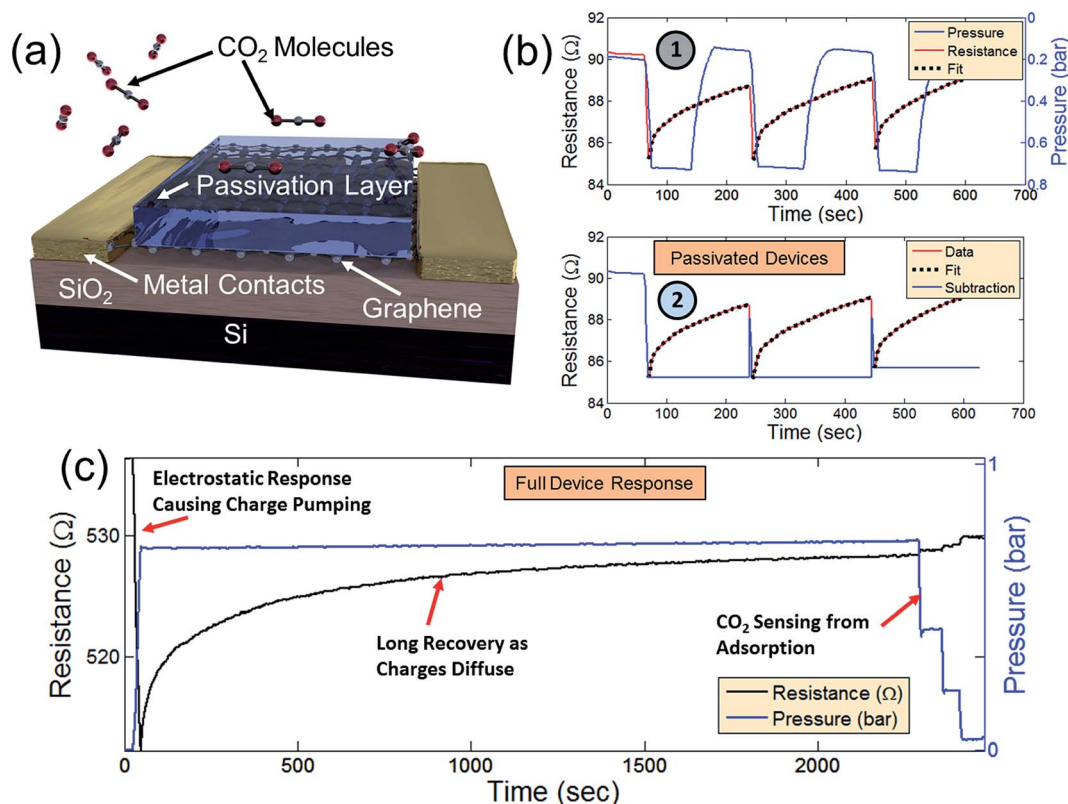 (a)
CO2 Molecules
Passivation Layer
Metal Contacts
SiO2
Graphene
Si
(b)
92
90
88
86
84
Resistance (Ω)
1
Pressure
Resistance
Fit
0
0.2
0.4
0.6
0.8
Pressure (bar)
0 100 200 300 400 500 600 700
Time (sec)
92
90
88
86
84
Resistance (Ω)
Passivated Devices
2
Data
Fit
Subtraction
0 100 200 300 400 500 600 700
Time (sec)
(c)
Full Device Response
Electrostatic Response
Causing Charge Pumping
530
520
Resistance (Ω)
Long Recovery as
Charges Diffuse
CO2 Sensing from
Adsorption
Resistance (Ω)
Pressure (bar)
1
0
Pressure (bar)
0 500 1000 1500 2000
Time (sec)